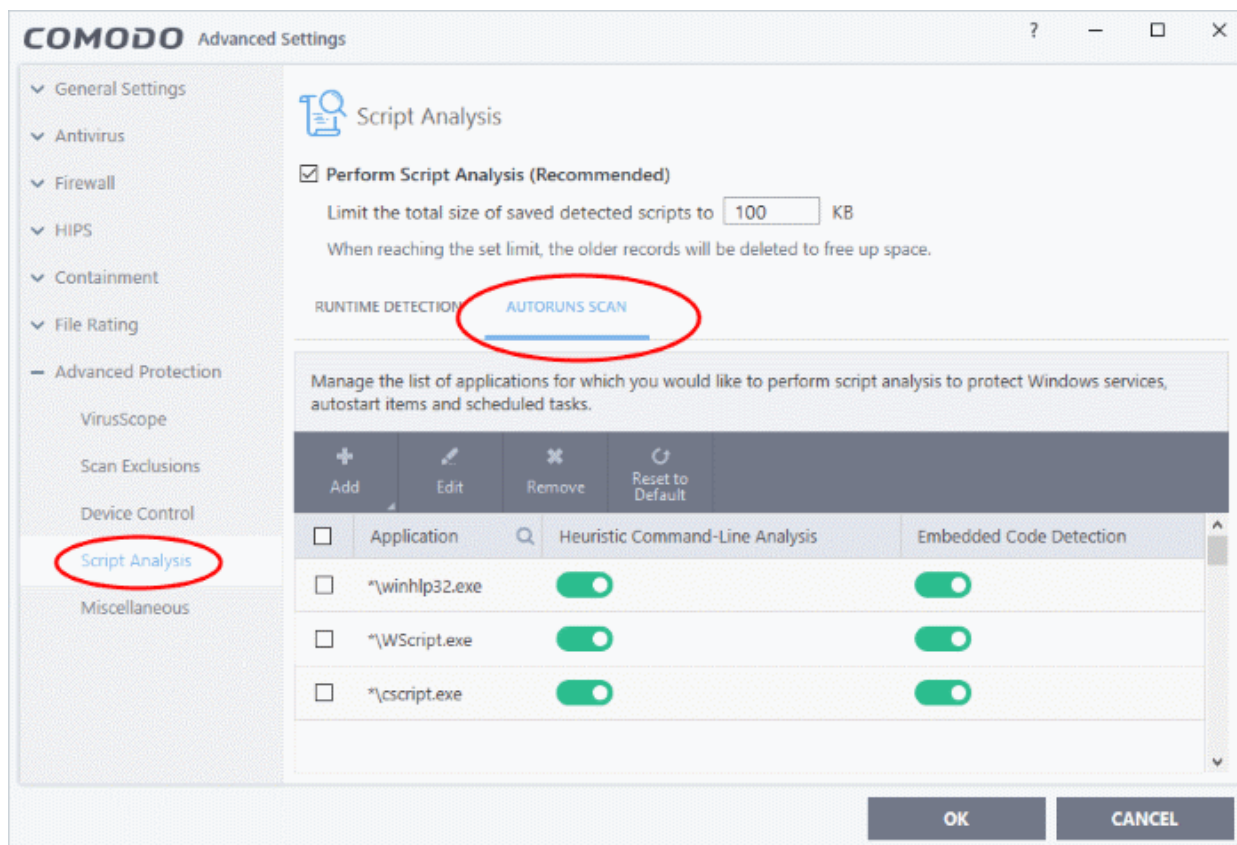 COMODO Advanced Settings
?
General Settings
Antivirus
Firewall
HIPS
Containment
File Rating
Advanced Protection
VirusScope
Scan Exclusions
Device Control
Script Analysis
Miscellaneous
Script Analysis
Perform Script Analysis (Recommended)
Limit the total size of saved detected scripts to 100 KB
When reaching the set limit, the older records will be deleted to free up space.
RUNTIME DETECTION AUTORUNS SCAN
Manage the list of applications for which you would like to perform script analysis to protect Windows services,
autostart items and scheduled tasks.
Add Edit Remove Reset to
Default
Application Heuristic Command-Line Analysis Embedded Code Detection
*\winhlp32.exe
*\WScript.exe
*\cscript.exe
OK CANCEL